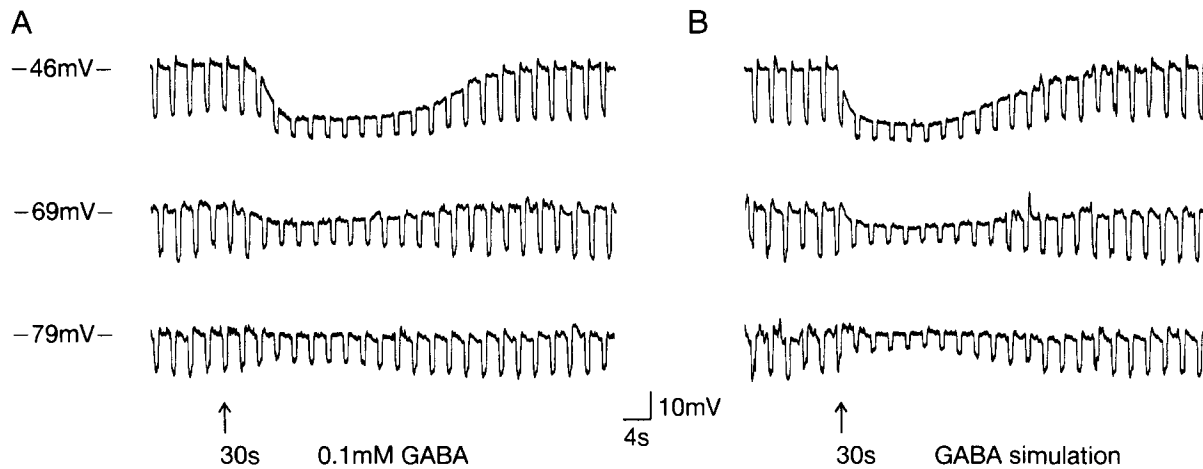 A
B
−46mV−
−69mV−
−79mV−
10mV
4s
30s 0.1mM GABA
30s GABA simulation